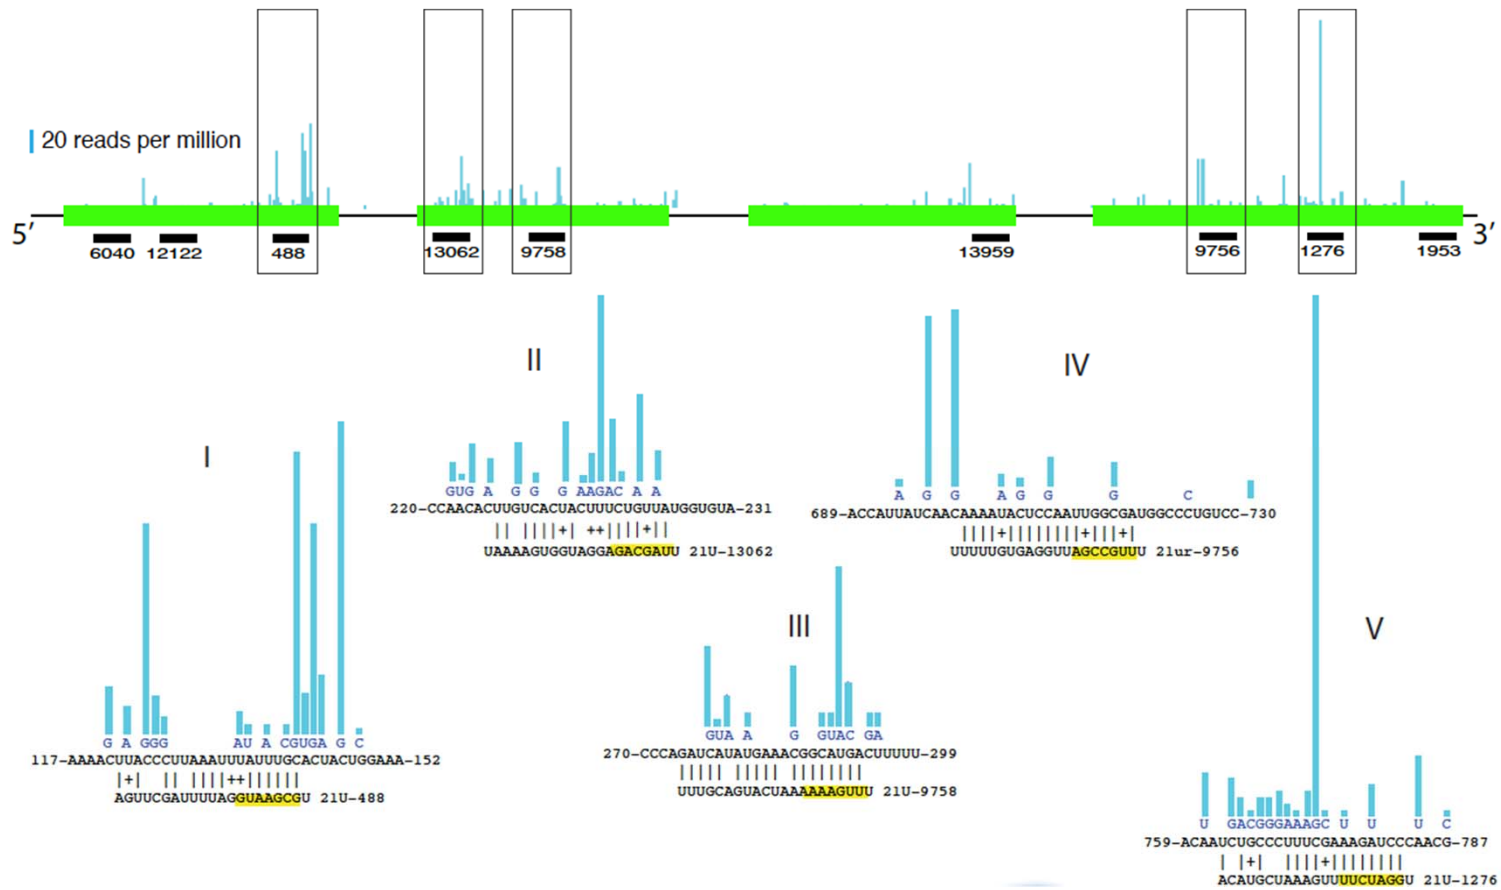 20 reads per million
5′ 3′
6040 12122 488 13062 9758 13959 9756 1276 1953
II
GUG A G G G AAGAC A A
220-CCAACACUUGUCACUACUUUCUGUUAUGGUGUA-231
UAAAAGUGGUAGGAGACGAUU 21U-13062
IV
A G G A G G G C
689-ACCAUUAUCAACAAAAUACUCCAAUUGGCGAUGGCCCUGUCC-730
UUUUUGUGAGGUUAGCCGUUU 21ur-9756
I
G A GGG AU A CGUGA G C
117-AAAACUUACCCUUAAAUUUAUUUGCACUACUGGAAA-152
AGUUCGAUUUUAGGUAAGCGU 21U-488
III
GUA A G GUAC GA
270-CCCAGAUCAUAUGAAACGGCAUGACUUUUU-299
UUUGCAGUACUAAAAAAAGUUU 21U-9758
V
U GACGGGAAAGC U U U C
759-ACAAUCUGCCCUUUCGAAAGAUCCCAACG-787
ACAUGCUAAAGUUUUCUAGGU 21U-1276